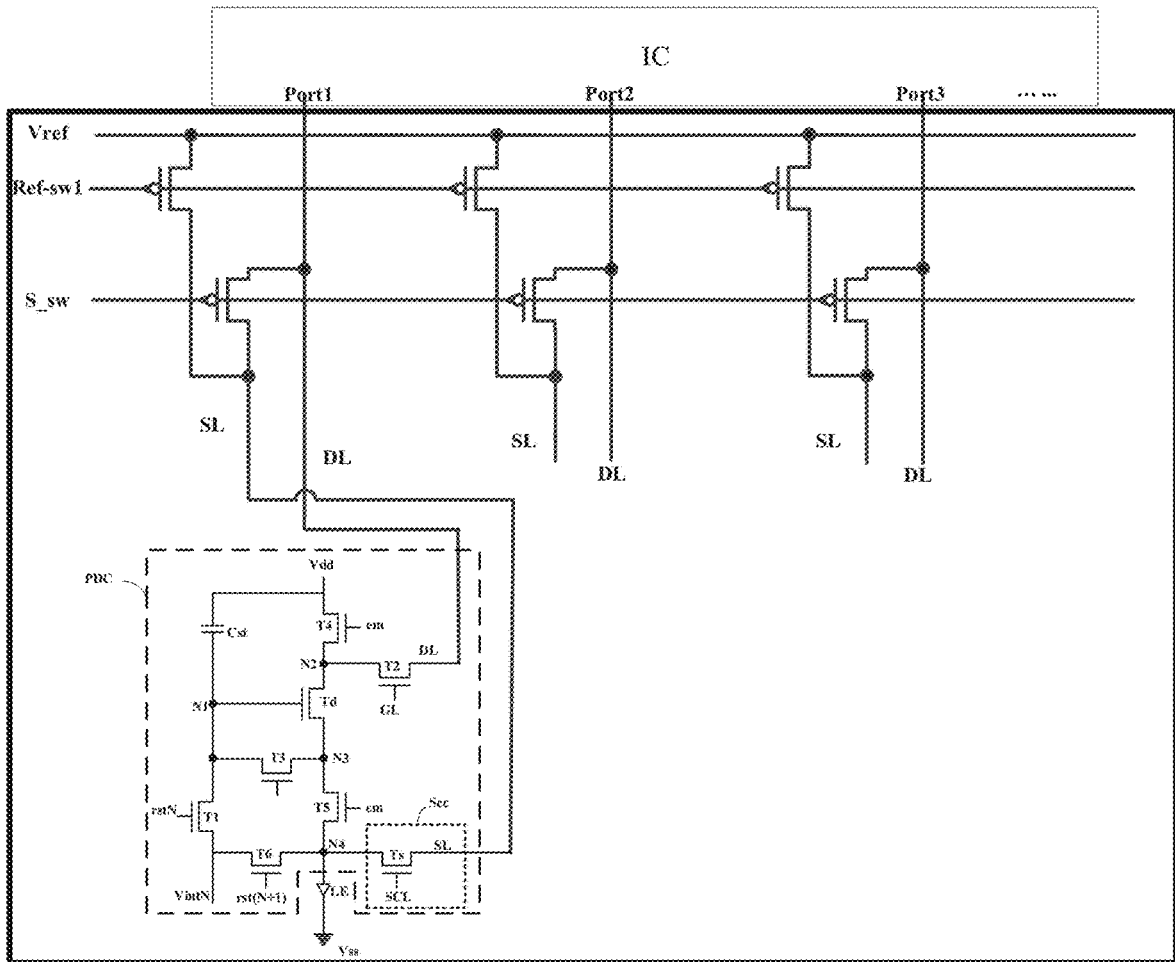 IC
Port1 Port2 Port3 ... ...
Vref
Ref-sw1
S_sw
SL SL SL
DL DL DL
PDC
Vdd
Cst T4 em
N2 T2 DL
N1 Td GL
T3 N3
rstN T1 T5 em Scc
N4
T6 Ts SL
VintN rst(N+1) LE SCL
Vss